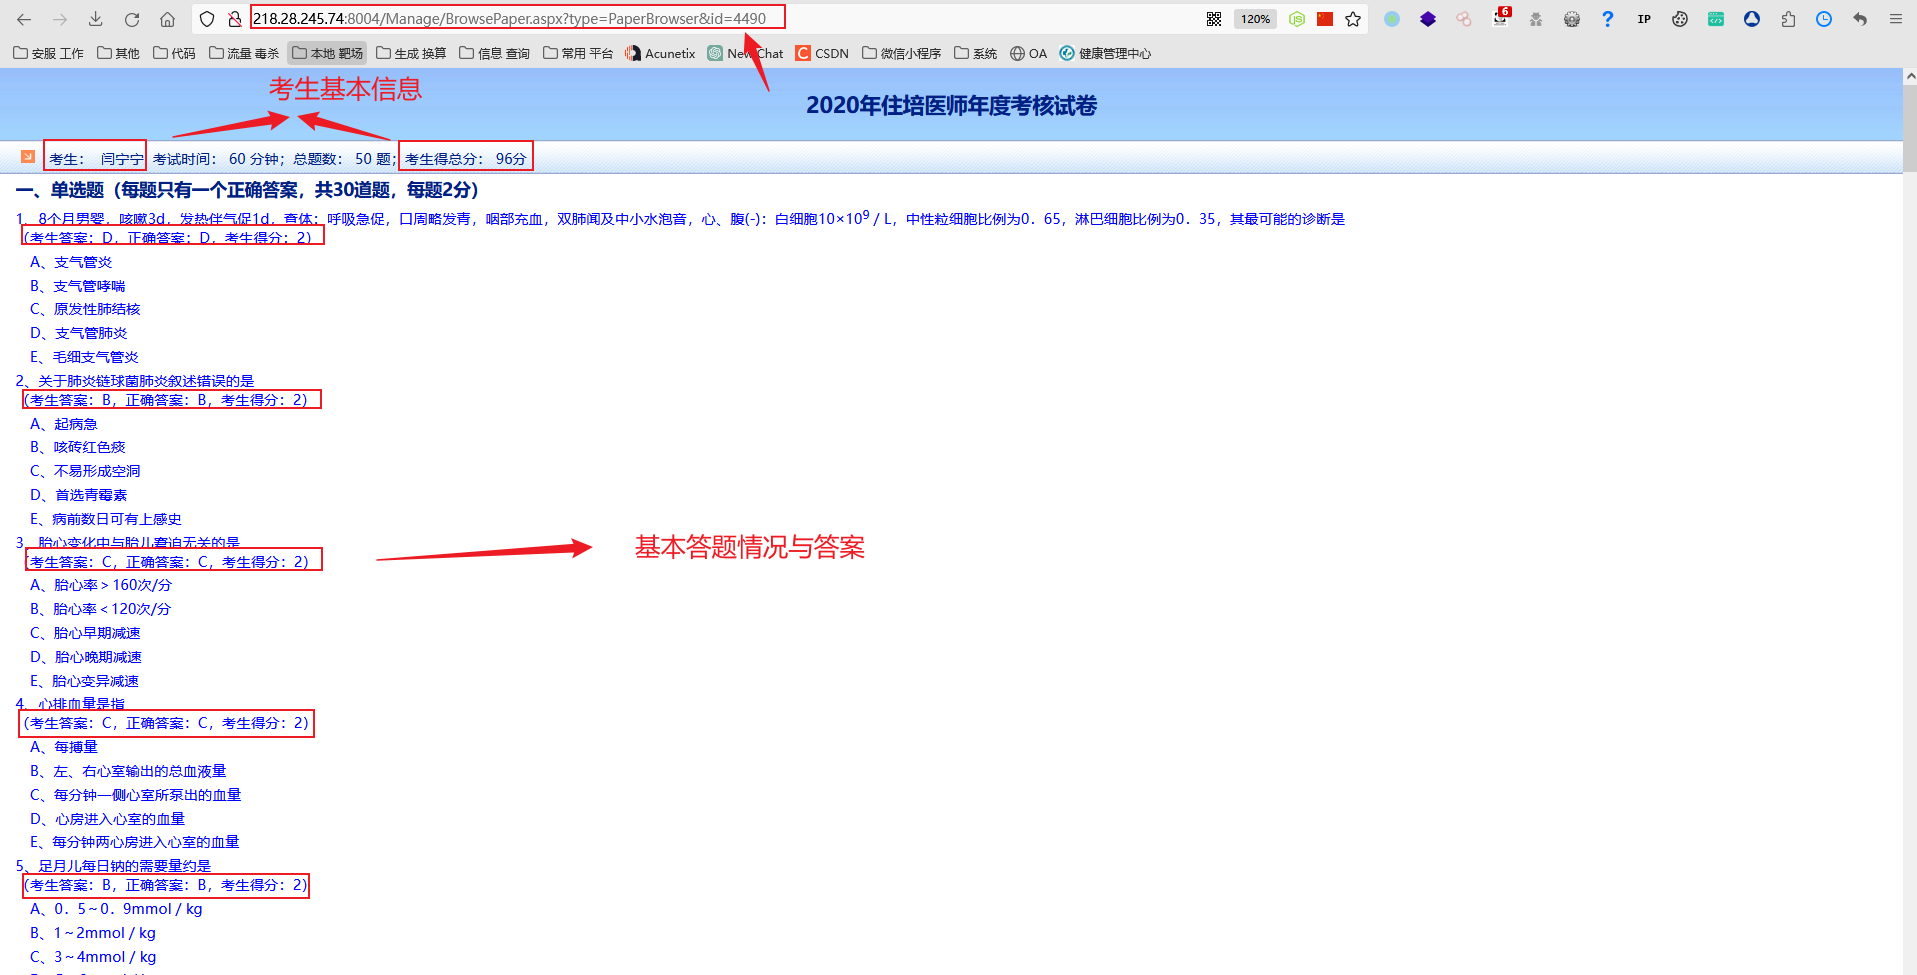 218.28.245.74:8004/Manage/BrowsePaper.aspx?type=PaperBrowser&id=4490
120%
6
IP
安服 工作 其他 代码 流量 毒杀 本地 靶场 生成 换算 信息 查询 常用 平台 Acunetix New Chat CSDN 微信小程序 系统 OA 健康管理中心
考生基本信息
2020年住培医师年度考核试卷
考生： 闫宁宁 考试时间： 60 分钟；总题数： 50 题；考生得总分： 96分
一、单选题（每题只有一个正确答案，共30道题，每题2分）
1、8个月男婴，咳嗽3d，发热伴气促1d，查体：呼吸急促，口周略发青，咽部充血，双肺闻及中小水泡音，心、腹(-)：白细胞10×10⁹／L，中性粒细胞比例为0．65，淋巴细胞比例为0．35，其最可能的诊断是
（考生答案：D，正确答案：D，考生得分：2）
A、支气管炎
B、支气管哮喘
C、原发性肺结核
D、支气管肺炎
E、毛细支气管炎
2、关于肺炎链球菌肺炎叙述错误的是
（考生答案：B，正确答案：B，考生得分：2）
A、起病急
B、咳砖红色痰
C、不易形成空洞
D、首选青霉素
E、病前数日可有上感史
3、胎心变化中与胎儿窘迫无关的是
（考生答案：C，正确答案：C，考生得分：2）
基本答题情况与答案
A、胎心率＞160次/分
B、胎心率＜120次/分
C、胎心早期减速
D、胎心晚期减速
E、胎心变异减速
4、心排血量是指
（考生答案：C，正确答案：C，考生得分：2）
A、每搏量
B、左、右心室输出的总血液量
C、每分钟一侧心室所泵出的血量
D、心房进入心室的血量
E、每分钟两心房进入心室的血量
5、足月儿每日钠的需要量约是
（考生答案：B，正确答案：B，考生得分：2）
A、0．5～0．9mmol／kg
B、1～2mmol／kg
C、3～4mmol／kg